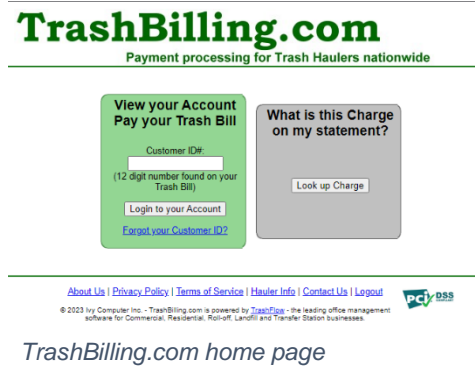 TrashBilling.com
Payment processing for Trash Haulers nationwide
View your Account
Pay your Trash Bill
Customer ID#:
(12 digit number found on your
Trash Bill)
Login to your Account
Forgot your Customer ID?
What is this Charge
on my statement?
Look up Charge
About Us | Privacy Policy | Terms of Service | Hauler Info | Contact Us | Logout
© 2023 Ivy Computer Inc. - TrashBilling.com is powered by TrashFlow - the leading office management
software for Commercial, Residential, Roll-off, Landfill and Transfer Station businesses.
PCI DSS
TrashBilling.com home page